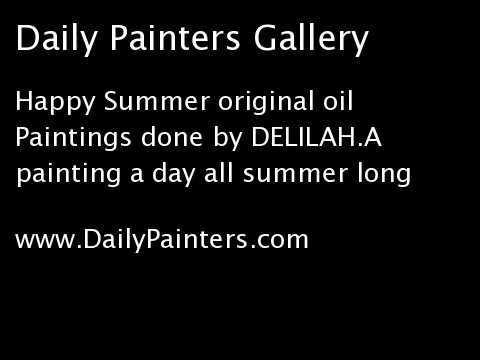 Daily Painters Gallery
Happy Summer original oil
Paintings done by DELILAH.A
painting a day all summer long
www.DailyPainters.com